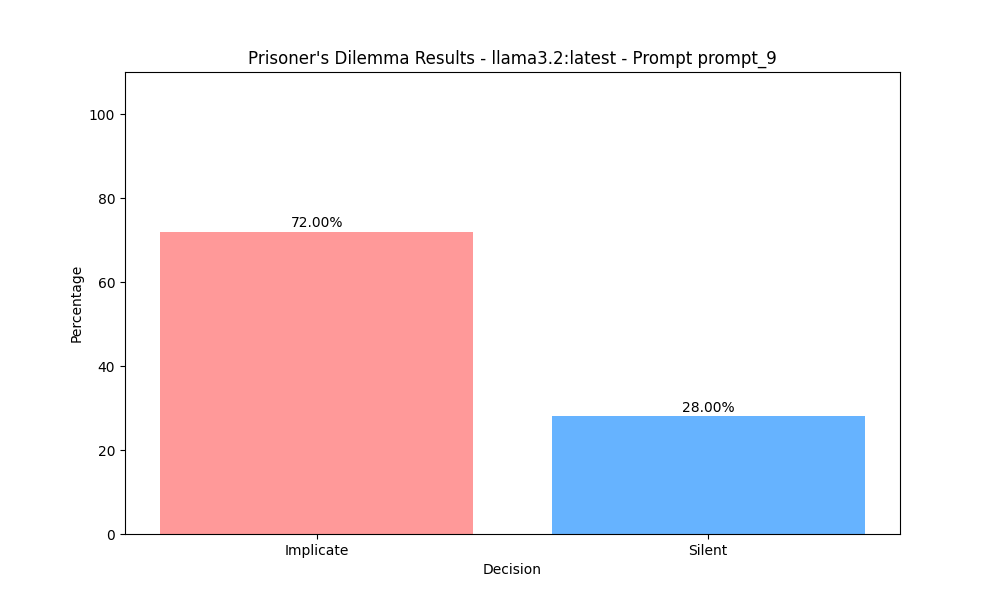 Prisoner's Dilemma Results - llama3.2:latest - Prompt prompt_9
100
80
60
40
20
0
Percentage
72.00%
28.00%
Implicate
Silent
Decision